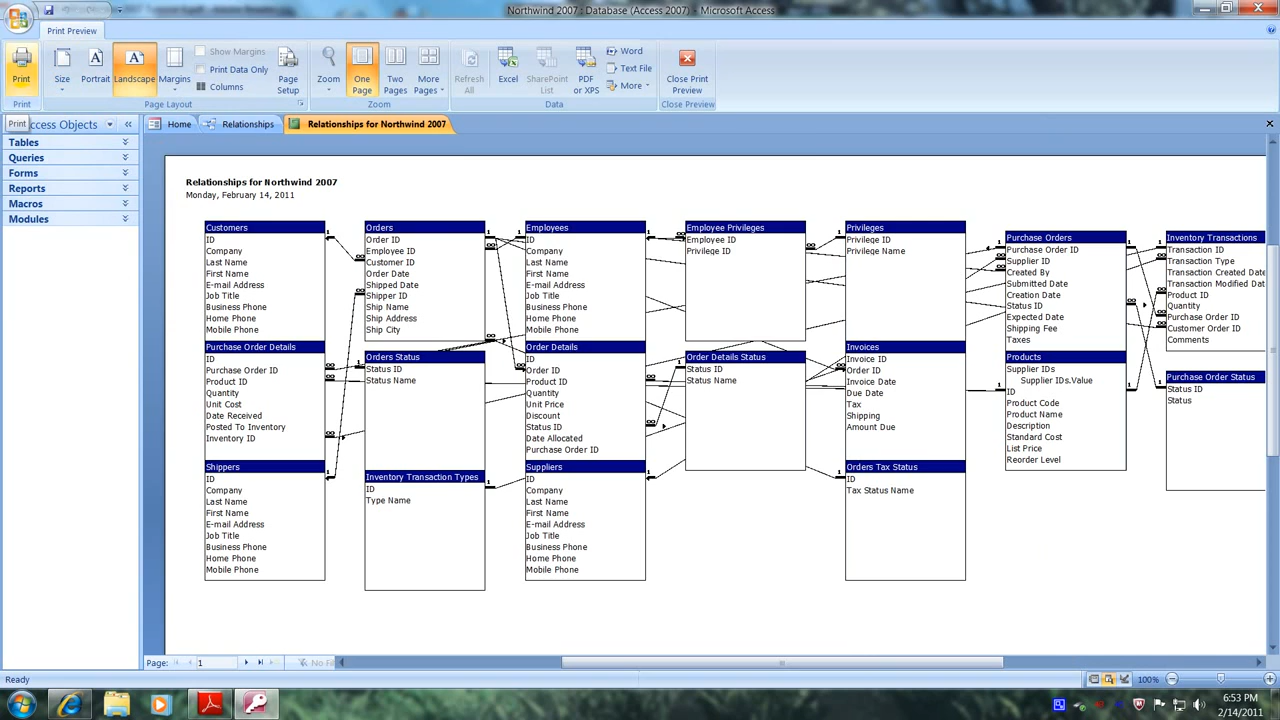 Northwind 2007 : Database (Access 2007) - Microsoft Access
Print Preview
Print
Size
Portrait
Landscape
Margins
Show Margins
Print Data Only
Columns
Page Setup
Zoom
One Page
Two Pages
More Pages
Refresh All
Excel
SharePoint List
PDF or XPS
Word
Text File
More
Close Print Preview
Print
Page Layout
Zoom
Data
Close Preview
Print
ccess Objects
Home
Relationships
Relationships for Northwind 2007
Tables
Queries
Forms
Reports
Macros
Modules
Relationships for Northwind 2007
Monday, February 14, 2011
Customers
ID
Company
Last Name
First Name
E-mail Address
Job Title
Business Phone
Home Phone
Mobile Phone
Orders
Order ID
Employee ID
Customer ID
Order Date
Shipped Date
Shipper ID
Ship Name
Ship Address
Ship City
Employees
ID
Company
Last Name
First Name
E-mail Address
Job Title
Business Phone
Home Phone
Mobile Phone
Employee Privileges
Employee ID
Privilege ID
Privileges
Privilege ID
Privilege Name
Purchase Orders
Purchase Order ID
Supplier ID
Created By
Submitted Date
Creation Date
Status ID
Expected Date
Shipping Fee
Taxes
Inventory Transactions
Transaction ID
Transaction Type
Transaction Created Date
Transaction Modified Date
Product ID
Quantity
Purchase Order ID
Customer Order ID
Comments
Purchase Order Details
ID
Purchase Order ID
Product ID
Quantity
Unit Cost
Date Received
Posted To Inventory
Inventory ID
Orders Status
Status ID
Status Name
Order Details
ID
Order ID
Product ID
Quantity
Unit Price
Discount
Status ID
Date Allocated
Purchase Order ID
Order Details Status
Status ID
Status Name
Invoices
Invoice ID
Order ID
Invoice Date
Due Date
Tax
Shipping
Amount Due
Products
Supplier IDs
Supplier IDs.Value
ID
Product Code
Product Name
Description
Standard Cost
List Price
Reorder Level
Purchase Order Status
Status ID
Status
Shippers
ID
Company
Last Name
First Name
E-mail Address
Job Title
Business Phone
Home Phone
Mobile Phone
Inventory Transaction Types
ID
Type Name
Suppliers
ID
Company
Last Name
First Name
E-mail Address
Job Title
Business Phone
Home Phone
Mobile Phone
Orders Tax Status
ID
Tax Status Name
Page:
1
No Fil
Ready
100%
6:53 PM
2/14/2011